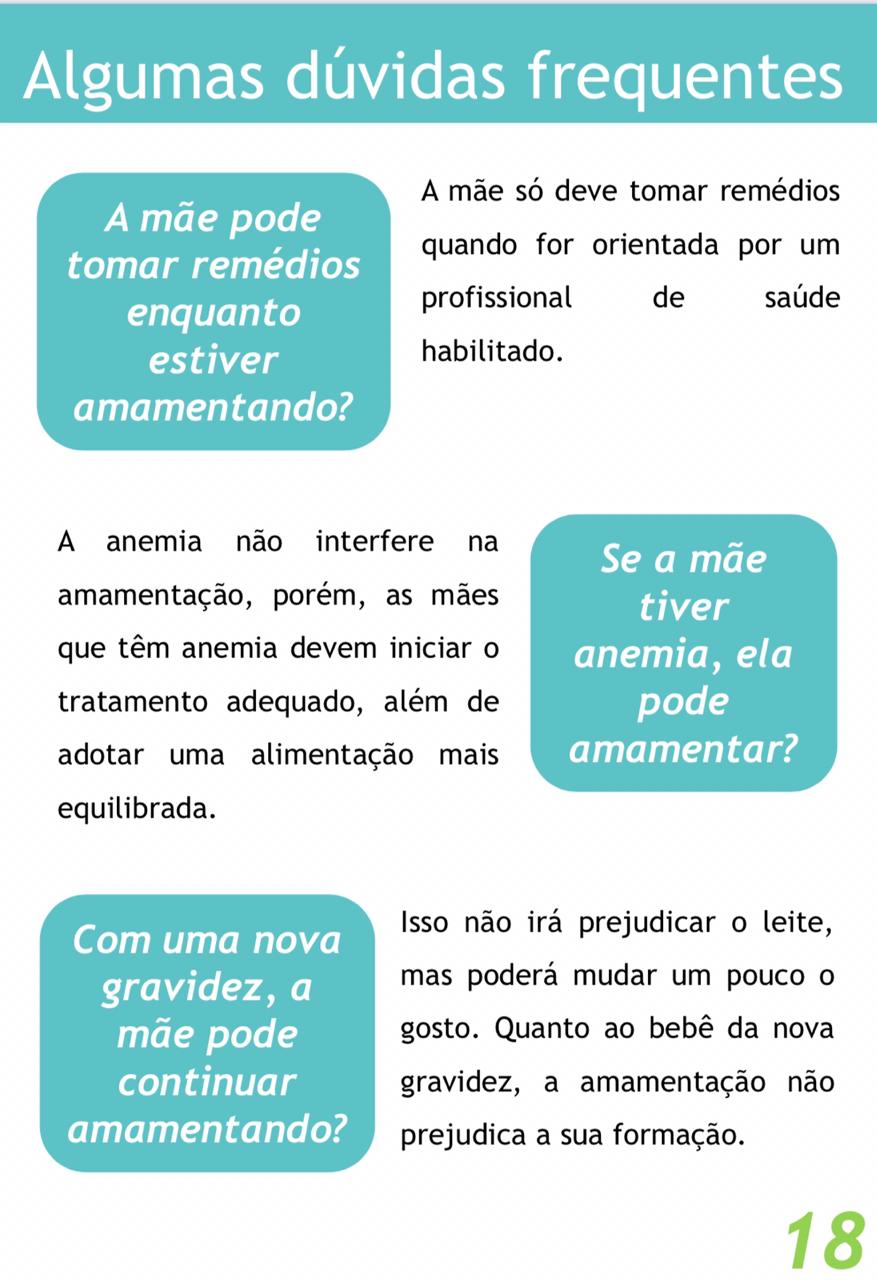 Algumas dúvidas frequentes
A mãe pode
tomar remédios
enquanto
estiver
amamentando?
A mãe só deve tomar remédios
quando for orientada por um
profissional de saúde
habilitado.
A anemia não interfere na
amamentação, porém, as mães
que têm anemia devem iniciar o
tratamento adequado, além de
adotar uma alimentação mais
equilibrada.
Se a mãe
tiver
anemia, ela
pode
amamentar?
Com uma nova
gravidez, a
mãe pode
continuar
amamentando?
Isso não irá prejudicar o leite,
mas poderá mudar um pouco o
gosto. Quanto ao bebê da nova
gravidez, a amamentação não
prejudica a sua formação.
18